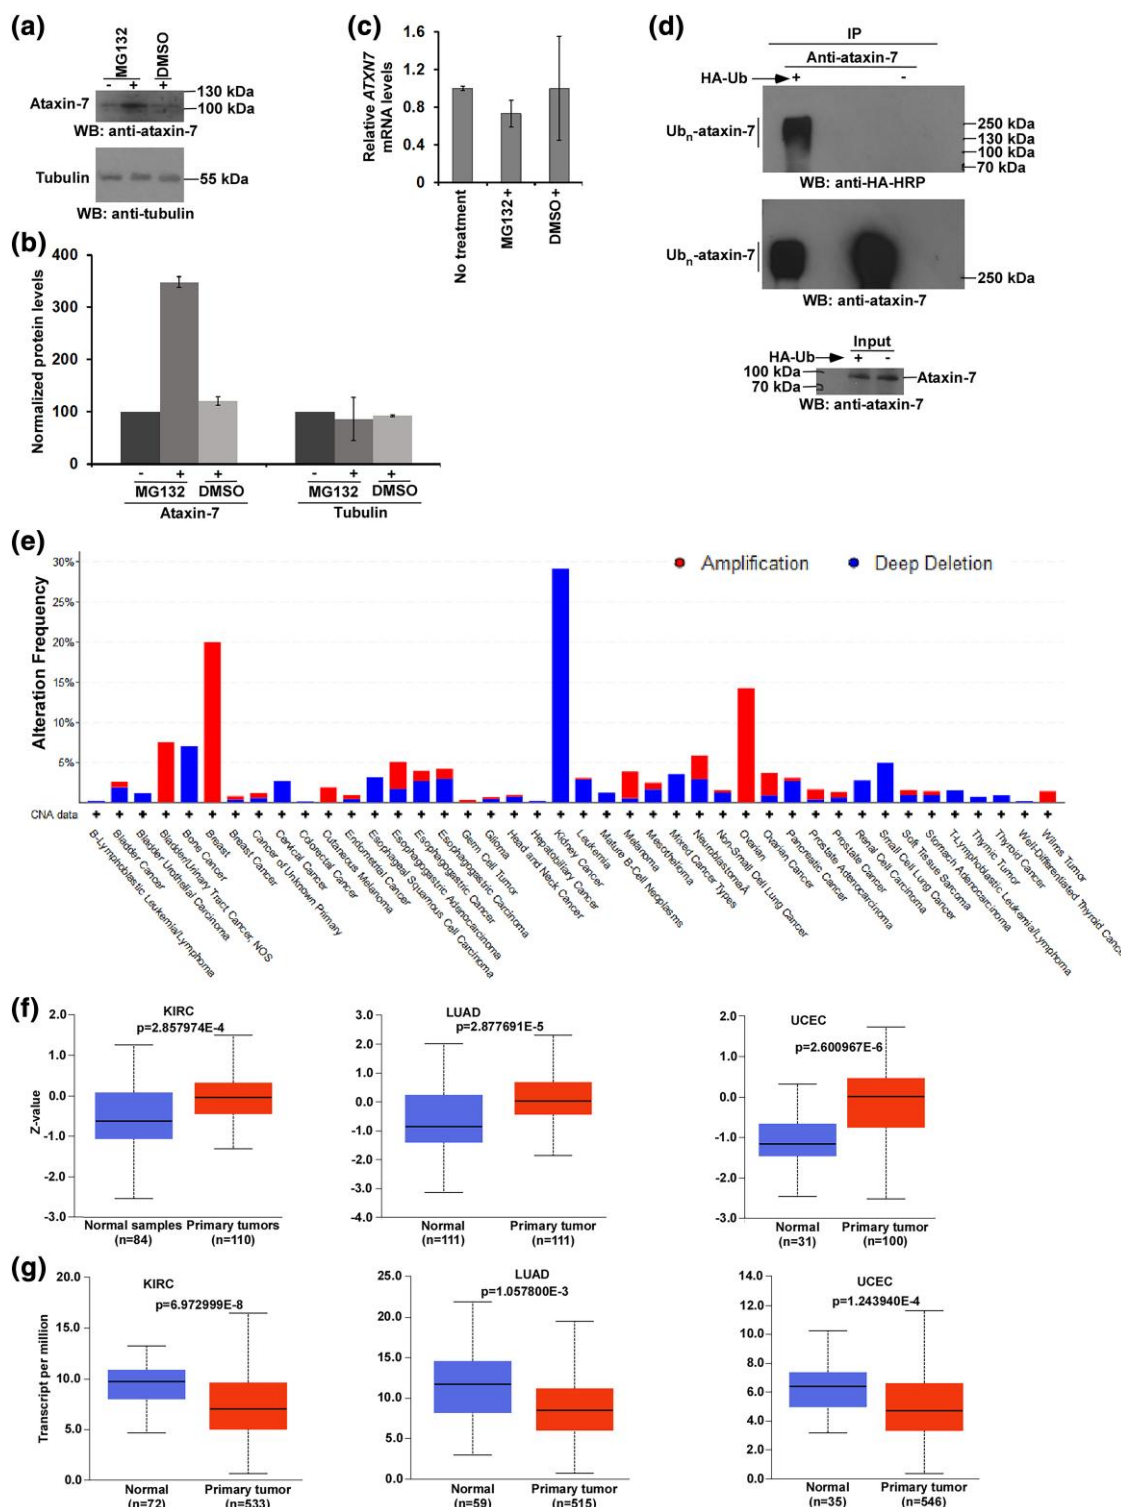 (a)
MG132
DMSO
- + +
Ataxin-7
130 kDa
100 kDa
WB: anti-ataxin-7
Tubulin
55 kDa
WB: anti-tubulin
(b)
Normalized protein levels
400
300
200
100
0
- + +
MG132 DMSO
Ataxin-7
- + +
MG132 DMSO
Tubulin
(c)
Relative ATXN7
mRNA levels
1.6
1.2
0.8
0.4
0
No treatment
MG132+
DMSO+
(d)
IP
Anti-ataxin-7
HA-Ub + -
Ubn-ataxin-7
250 kDa
130 kDa
100 kDa
70 kDa
WB: anti-HA-HRP
Ubn-ataxin-7
250 kDa
WB: anti-ataxin-7
Input
HA-Ub + -
100 kDa
70 kDa
Ataxin-7
WB: anti-ataxin-7
(e)
Alteration Frequency
30%
25%
20%
15%
10%
5%
Amplification
Deep Deletion
CNA data + + + + + + + + + + + + + + + + + + + + + + + + + + + + + + + + + + + + + + + + + +
B-Lymphoblastic Leukemia/Lymphoma
Bladder Cancer
Bladder Urothelial Carcinoma
Bladder/Urinary Tract Cancer, NOS
Bone Cancer
Breast
Breast Cancer
Cancer of Unknown Primary
Cervical Cancer
Colorectal Cancer
Cutaneous Melanoma
Endometrial Cancer
Esophageal Squamous Cell Carcinoma
Esophagogastric Adenocarcinoma
Esophagogastric Cancer
Esophagogastric Carcinoma
Germ Cell Tumor
Glioma
Head and Neck Cancer
Hepatobiliary Cancer
Kidney Cancer
Leukemia
Mature B-Cell Neoplasms
Melanoma
Mesothelioma
Mixed Cancer Types
NeuroblastomaÂ
Non-Small Cell Lung Cancer
Ovarian
Ovarian Cancer
Pancreatic Cancer
Prostate Adenocarcinoma
Prostate Cancer
Renal Cell Carcinoma
Small Cell Lung Cancer
Soft Tissue Sarcoma
Stomach Adenocarcinoma
T-Lymphoblastic Leukemia/Lymphoma
Thymic Tumor
Thyroid Cancer
Well-Differentiated Thyroid Cance
Wilms Tumor
(f)
KIRC
p=2.857974E-4
Z-value
2.0
1.0
0.0
-1.0
-2.0
-3.0
Normal samples
(n=84)
Primary tumors
(n=110)
LUAD
p=2.877691E-5
3.0
2.0
1.0
0.0
-1.0
-2.0
-3.0
-4.0
Normal
(n=111)
Primary tumor
(n=111)
UCEC
p=2.600967E-6
2.0
1.0
0.0
-1.0
-2.0
-3.0
Normal
(n=31)
Primary tumor
(n=100)
(g)
KIRC
p=6.972999E-8
Transcript per million
20.0
15.0
10.0
5.0
0.0
Normal
(n=72)
Primary tumor
(n=533)
LUAD
p=1.057800E-3
25.0
20.0
15.0
10.0
5.0
0.0
Normal
(n=59)
Primary tumor
(n=515)
UCEC
p=1.243940E-4
14.0
12.0
10.0
8.0
6.0
4.0
2.0
0.0
Normal
(n=35)
Primary tumor
(n=546)